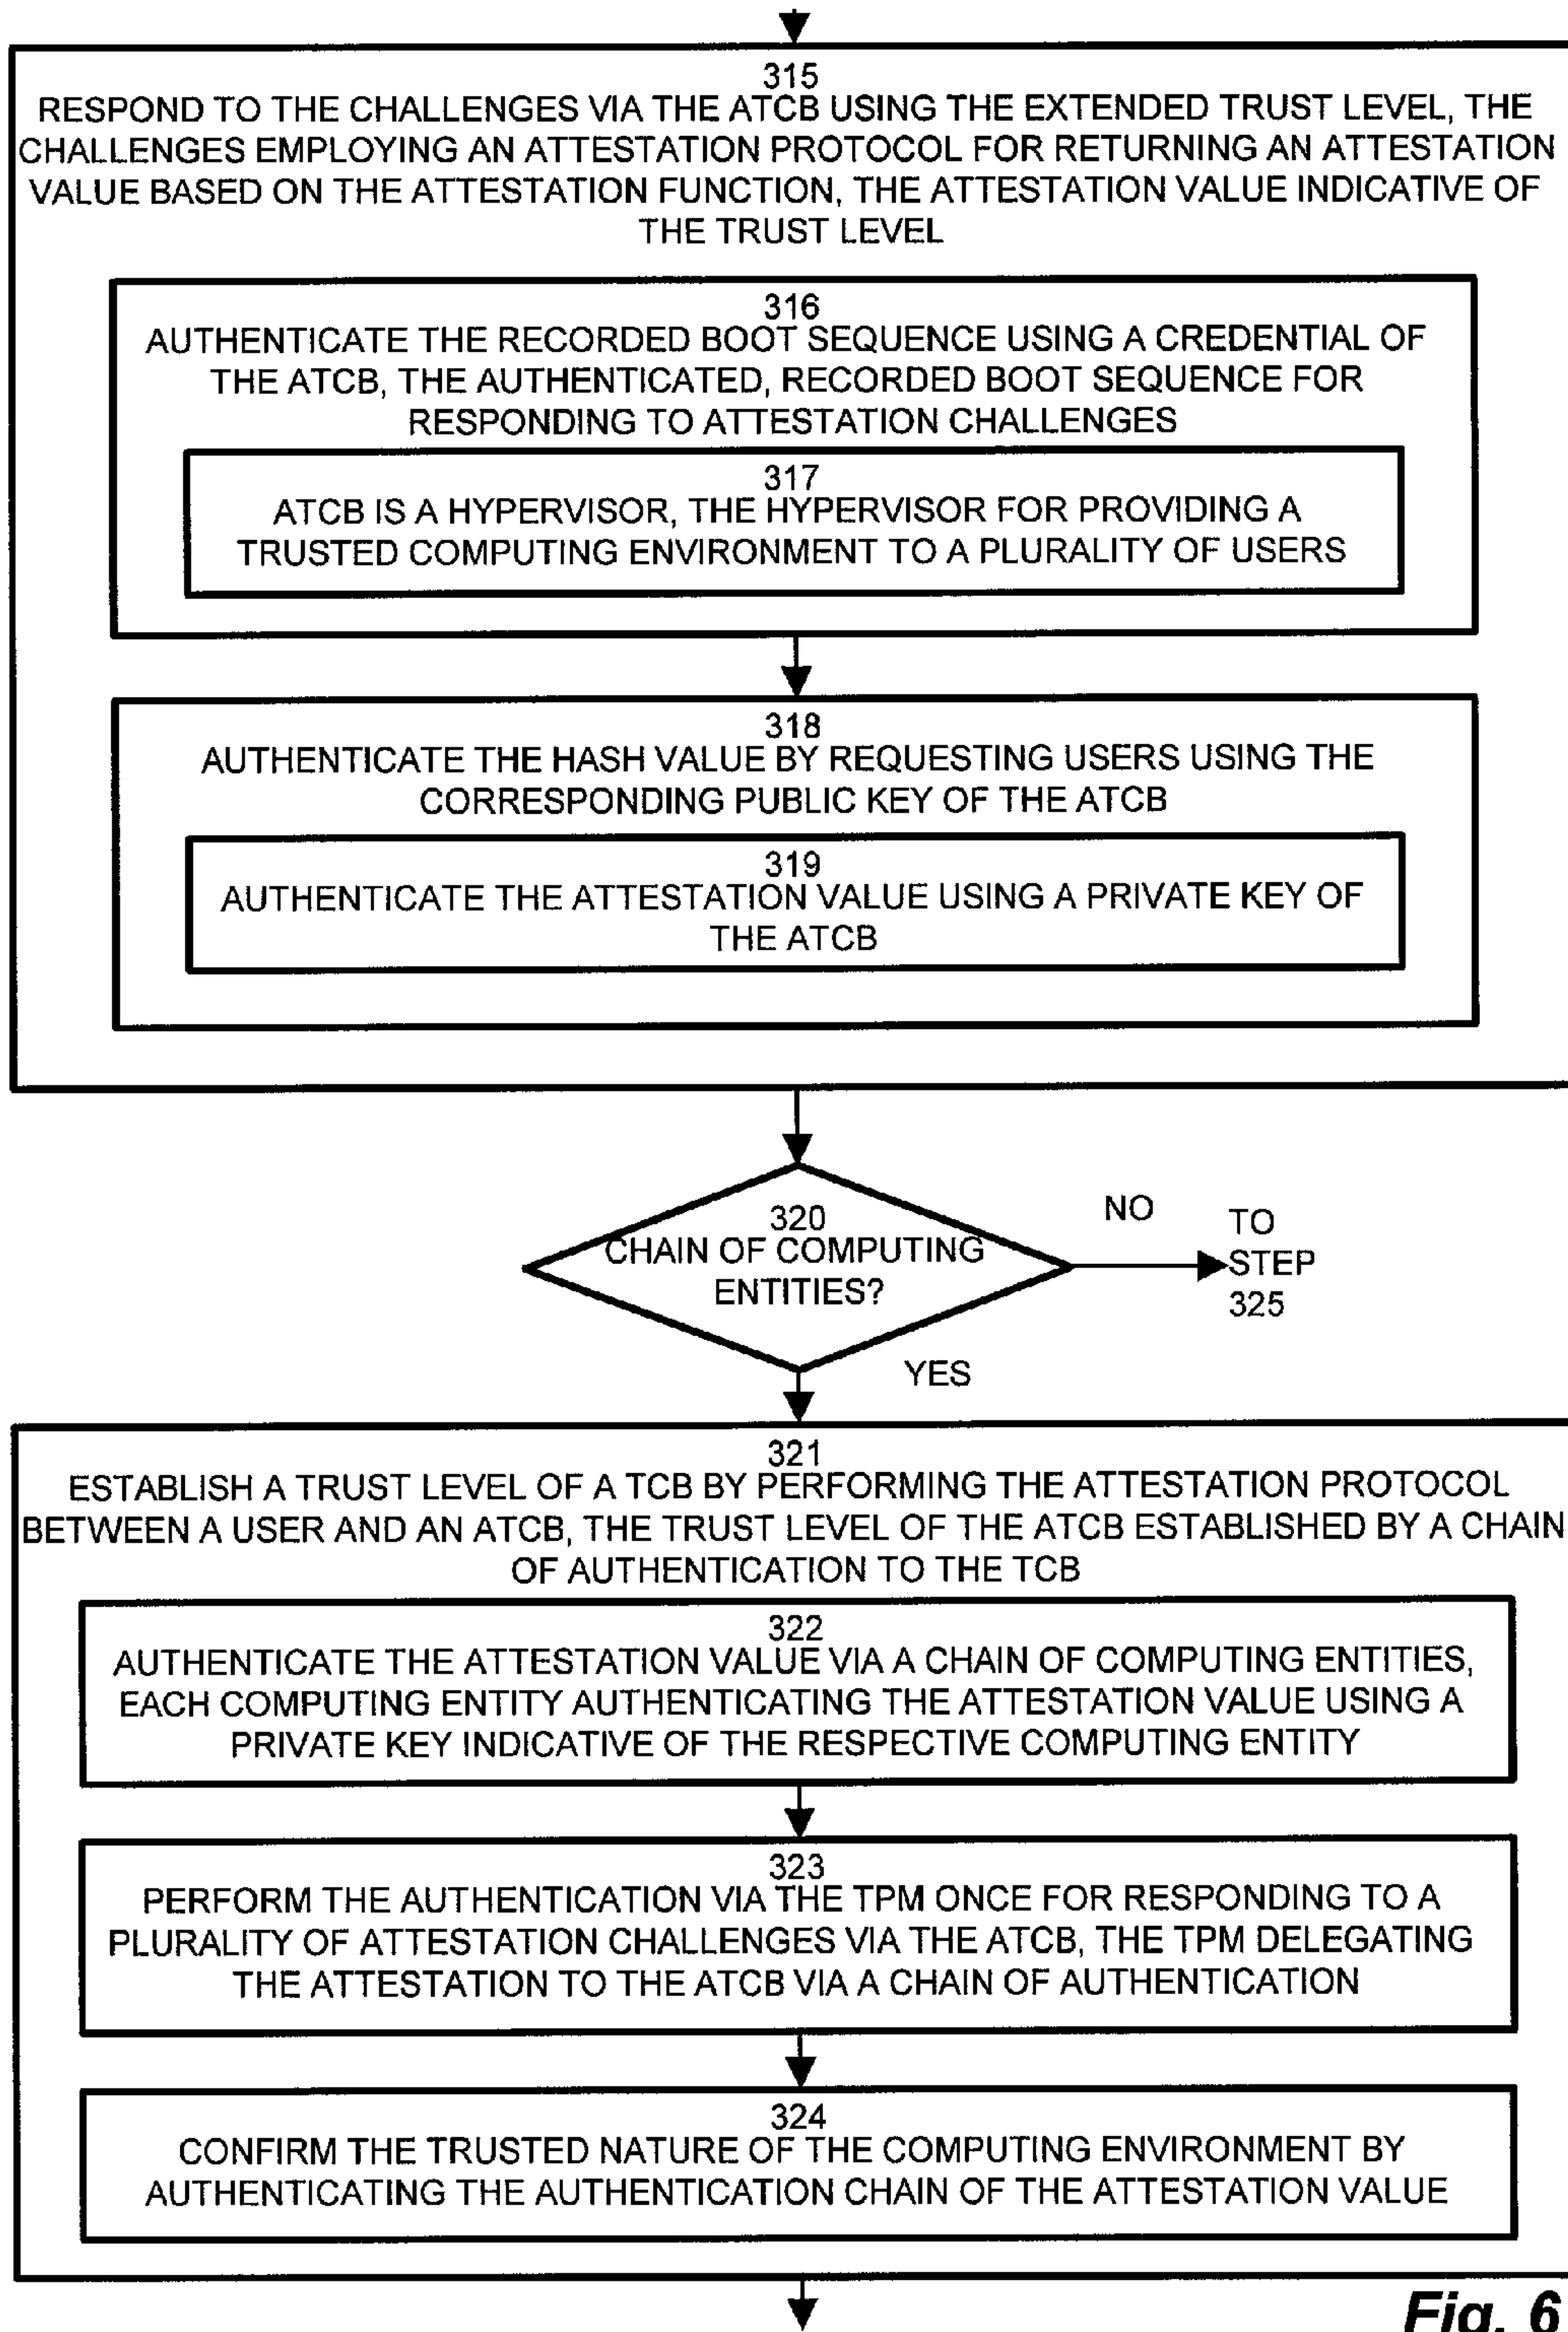 315
RESPOND TO THE CHALLENGES VIA THE ATCB USING THE EXTENDED TRUST LEVEL, THE
CHALLENGES EMPLOYING AN ATTESTATION PROTOCOL FOR RETURNING AN ATTESTATION
VALUE BASED ON THE ATTESTATION FUNCTION, THE ATTESTATION VALUE INDICATIVE OF
THE TRUST LEVEL
316
AUTHENTICATE THE RECORDED BOOT SEQUENCE USING A CREDENTIAL OF
THE ATCB, THE AUTHENTICATED, RECORDED BOOT SEQUENCE FOR
RESPONDING TO ATTESTATION CHALLENGES
317
ATCB IS A HYPERVISOR, THE HYPERVISOR FOR PROVIDING A
TRUSTED COMPUTING ENVIRONMENT TO A PLURALITY OF USERS
318
AUTHENTICATE THE HASH VALUE BY REQUESTING USERS USING THE
CORRESPONDING PUBLIC KEY OF THE ATCB
319
AUTHENTICATE THE ATTESTATION VALUE USING A PRIVATE KEY OF
THE ATCB
320
CHAIN OF COMPUTING
ENTITIES?
NO
TO
STEP
325
YES
321
ESTABLISH A TRUST LEVEL OF A TCB BY PERFORMING THE ATTESTATION PROTOCOL
BETWEEN A USER AND AN ATCB, THE TRUST LEVEL OF THE ATCB ESTABLISHED BY A CHAIN
OF AUTHENTICATION TO THE TCB
322
AUTHENTICATE THE ATTESTATION VALUE VIA A CHAIN OF COMPUTING ENTITIES,
EACH COMPUTING ENTITY AUTHENTICATING THE ATTESTATION VALUE USING A
PRIVATE KEY INDICATIVE OF THE RESPECTIVE COMPUTING ENTITY
323
PERFORM THE AUTHENTICATION VIA THE TPM ONCE FOR RESPONDING TO A
PLURALITY OF ATTESTATION CHALLENGES VIA THE ATCB, THE TPM DELEGATING
THE ATTESTATION TO THE ATCB VIA A CHAIN OF AUTHENTICATION
324
CONFIRM THE TRUSTED NATURE OF THE COMPUTING ENVIRONMENT BY
AUTHENTICATING THE AUTHENTICATION CHAIN OF THE ATTESTATION VALUE
Fig. 6